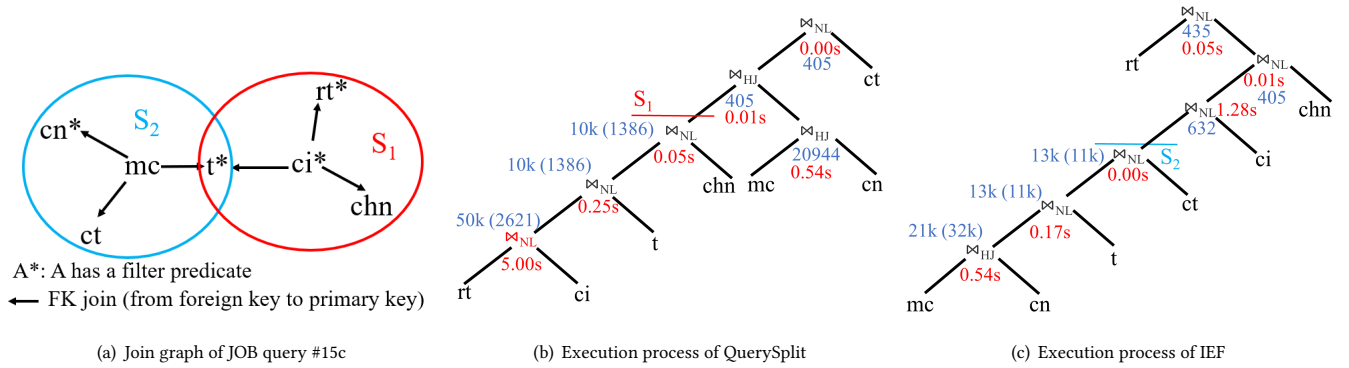 cn*
S2
mc
ct
t*
rt*
ci*
S1
chn
A*: A has a filter predicate
FK join (from foreign key to primary key)
(a) Join graph of JOB query #15c
⋈NL
0.00s
405
ct
⋈HJ
405
0.01s
S1
10k (1386)
⋈NL
0.05s
⋈HJ
20944
0.54s
10k (1386)
⋈NL
0.25s
chn
mc
cn
50k (2621)
⋈NL
5.00s
t
rt
ci
(b) Execution process of QuerySplit
⋈NL
435
0.05s
rt
⋈NL
0.01s
405
chn
⋈NL
1.28s
632
ci
13k (11k)
⋈NL
S2
0.00s
ct
13k (11k)
⋈NL
0.17s
t
21k (32k)
⋈HJ
0.54s
mc
cn
(c) Execution process of IEF